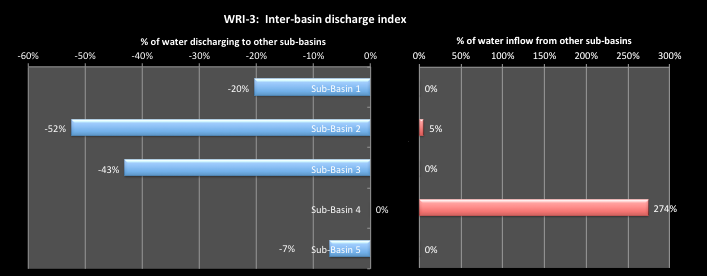 WRI-3: Inter-basin discharge index
% of water discharging to other sub-basins
-60% -50% -40% -30% -20% -10% 0%
-20% Sub-Basin 1
-52% Sub-Basin 2
-43% Sub-Basin 3
Sub-Basin 4 0%
-7% Sub-Basin 5
% of water inflow from other sub-basins
0% 50% 100% 150% 200% 250% 300%
0%
5%
0%
274%
0%